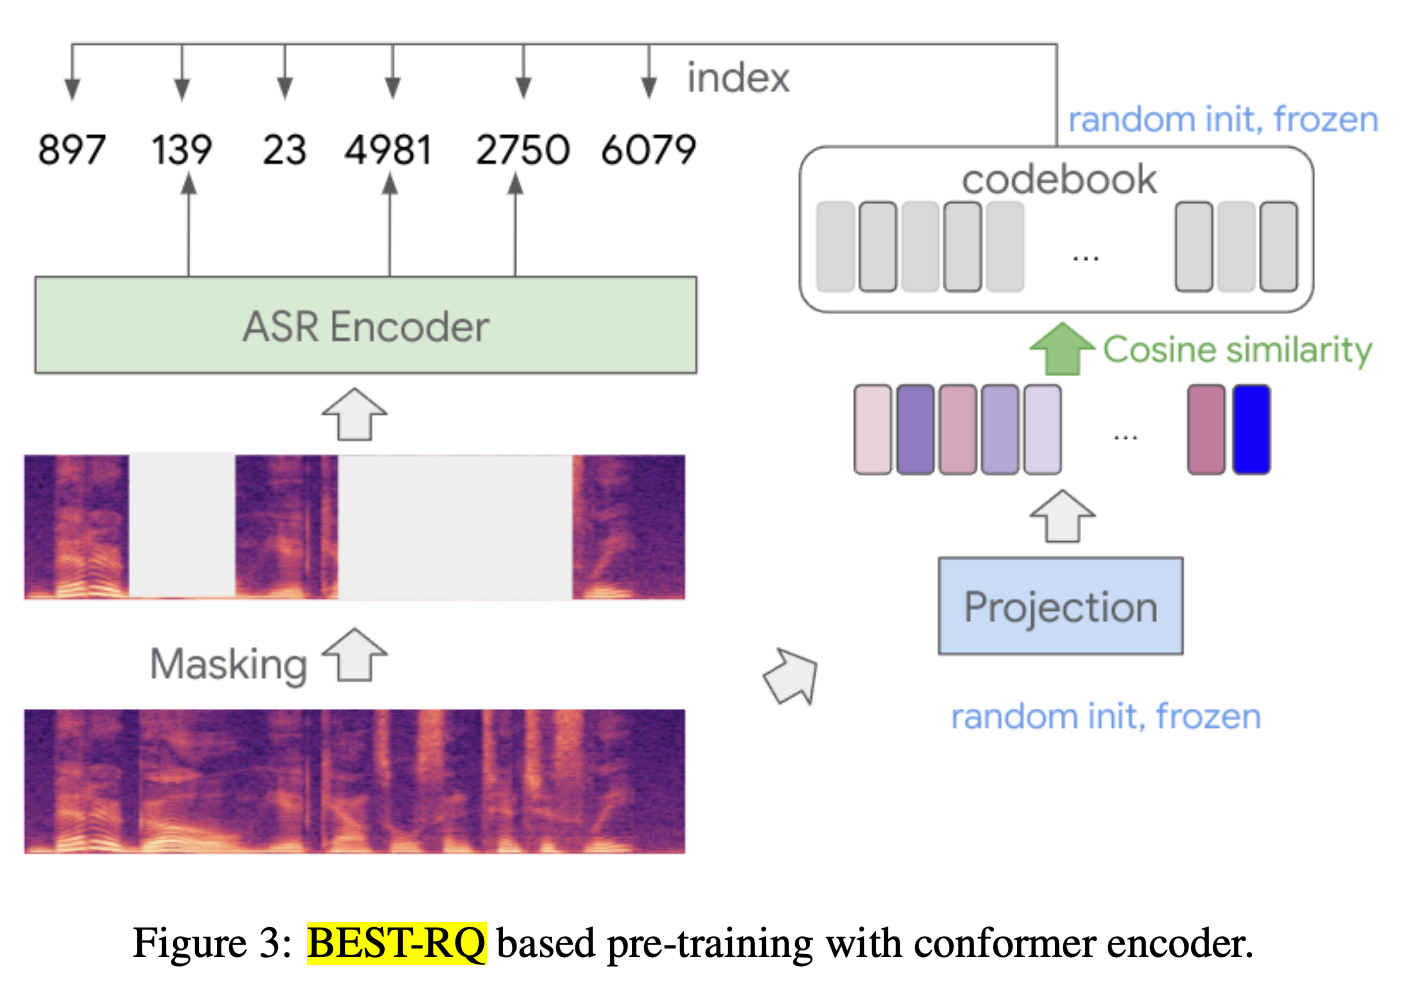 index
random init, frozen
897 139 23 4981 2750 6079
codebook
...
ASR Encoder
Cosine similarity
...
Projection
Masking
random init, frozen
Figure 3: BEST-RQ based pre-training with conformer encoder.